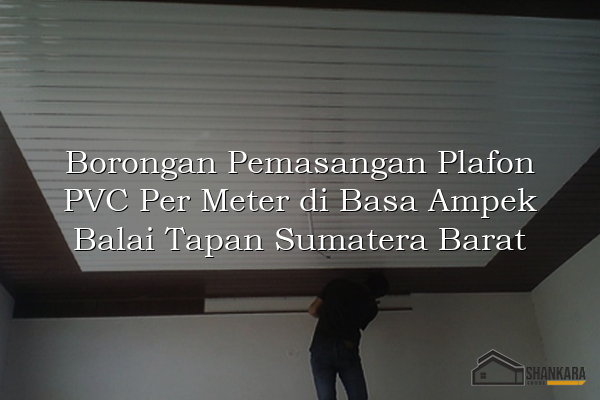 Borongan Pemasangan Plafon
PVC Per Meter di Basa Ampek
Balai Tapan Sumatera Barat
SHANKARA